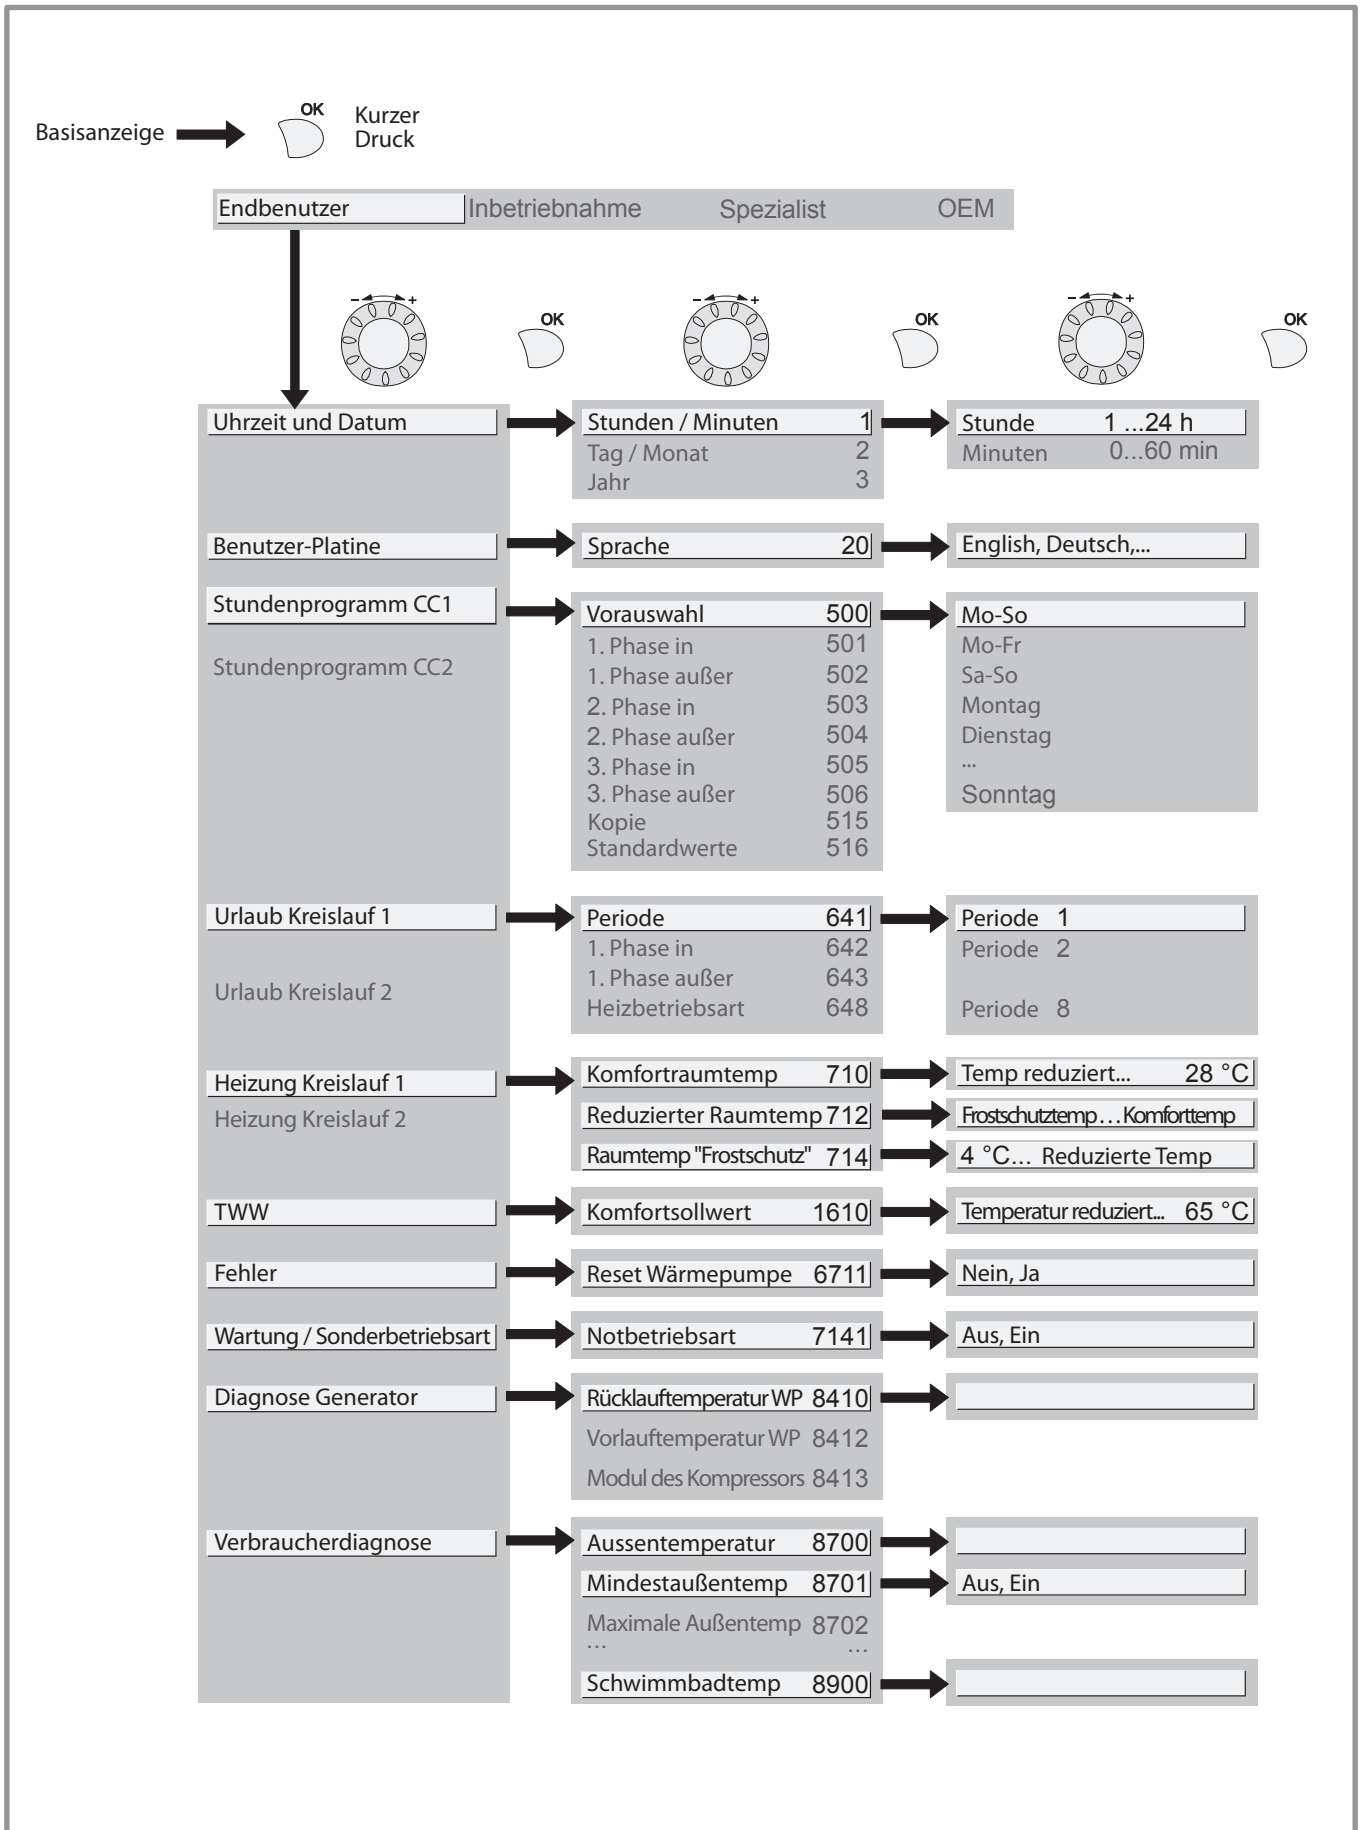 Basisanzeige
OK
Kurzer
Druck
Endbenutzer Inbetriebnahme Spezialist OEM
- +
OK
- +
OK
- +
OK
Uhrzeit und Datum
Stunden / Minuten 1
Tag / Monat 2
Jahr 3
Stunde 1 ...24 h
Minuten 0...60 min
Benutzer-Platine
Sprache 20
English, Deutsch,...
Stundenprogramm CC1
Stundenprogramm CC2
Vorauswahl 500
1. Phase in 501
1. Phase außer 502
2. Phase in 503
2. Phase außer 504
3. Phase in 505
3. Phase außer 506
Kopie 515
Standardwerte 516
Mo-So
Mo-Fr
Sa-So
Montag
Dienstag
...
Sonntag
Urlaub Kreislauf 1
Urlaub Kreislauf 2
Periode 641
1. Phase in 642
1. Phase außer 643
Heizbetriebsart 648
Periode 1
Periode 2
Periode 8
Heizung Kreislauf 1
Heizung Kreislauf 2
Komfortraumtemp 710
Temp reduziert... 28 °C
Reduzierter Raumtemp 712
Frostschutztemp...Komforttemp
Raumtemp "Frostschutz" 714
4 °C... Reduzierte Temp
TWW
Komfortsollwert 1610
Temperatur reduziert... 65 °C
Fehler
Reset Wärmepumpe 6711
Nein, Ja
Wartung / Sonderbetriebsart
Notbetriebsart 7141
Aus, Ein
Diagnose Generator
Rücklauftemperatur WP 8410
Vorlauftemperatur WP 8412
Modul des Kompressors 8413
Verbraucherdiagnose
Aussentemperatur 8700
Mindestaußentemp 8701
Aus, Ein
Maximale Außentemp 8702
... ...
Schwimmbadtemp 8900